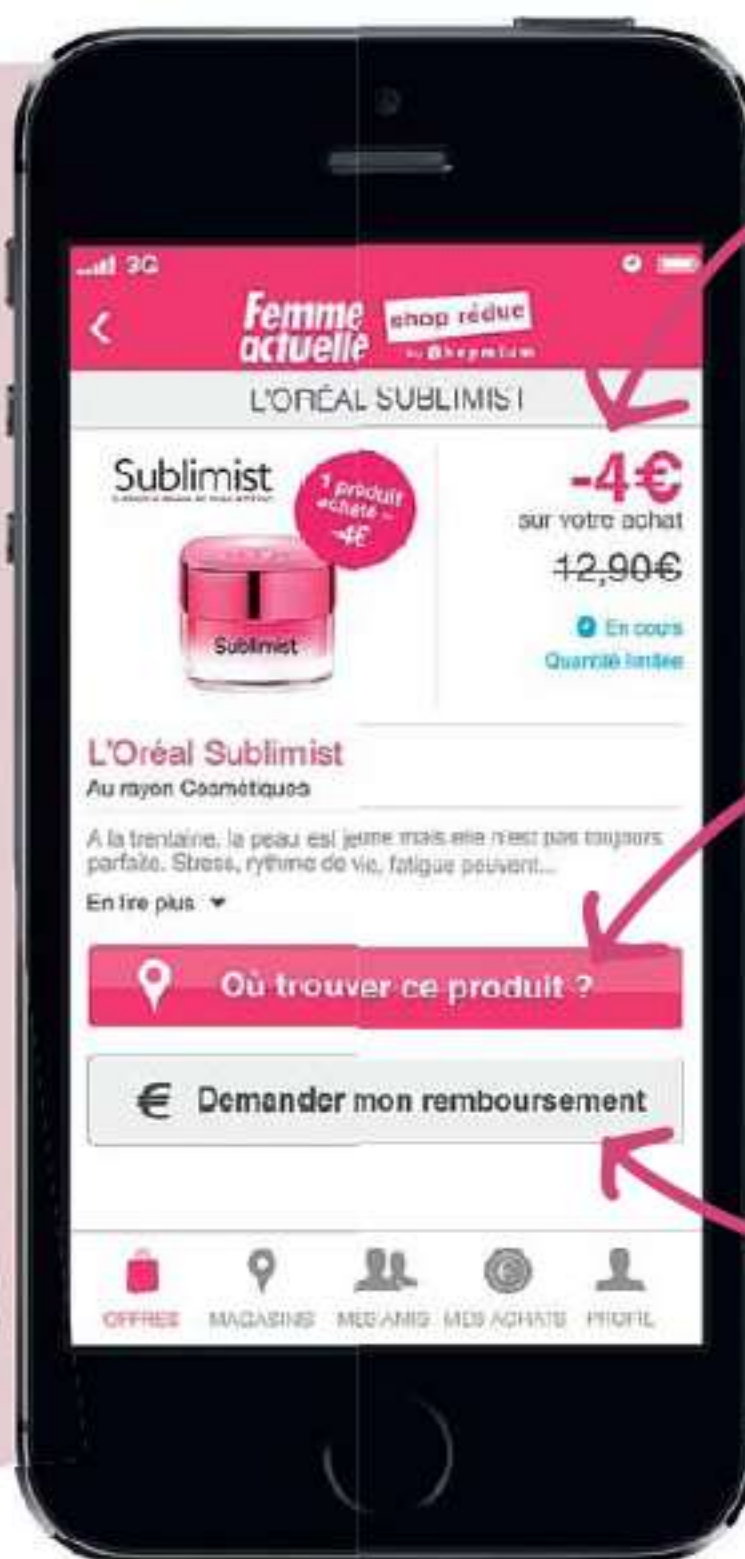 3G
Femme
actuelle
shop réduc
by Shopmium
L'ORÉAL SUBLIMIST
Sublimist
1 produit
acheté =
-4€
Sublimist
-4€
sur votre achat
12,90€
En cours
Quantité limitée
L'Oréal Sublimist
Au rayon Cosmétiques
A la trentaine, la peau est jeune mais elle n'est pas toujours
parfaite. Stress, rythme de vie, fatigue peuvent...
En lire plus
Où trouver ce produit ?
€ Demander mon remboursement
OFFRES MAGASINS MES AMIS MES ACHATS PROFIL